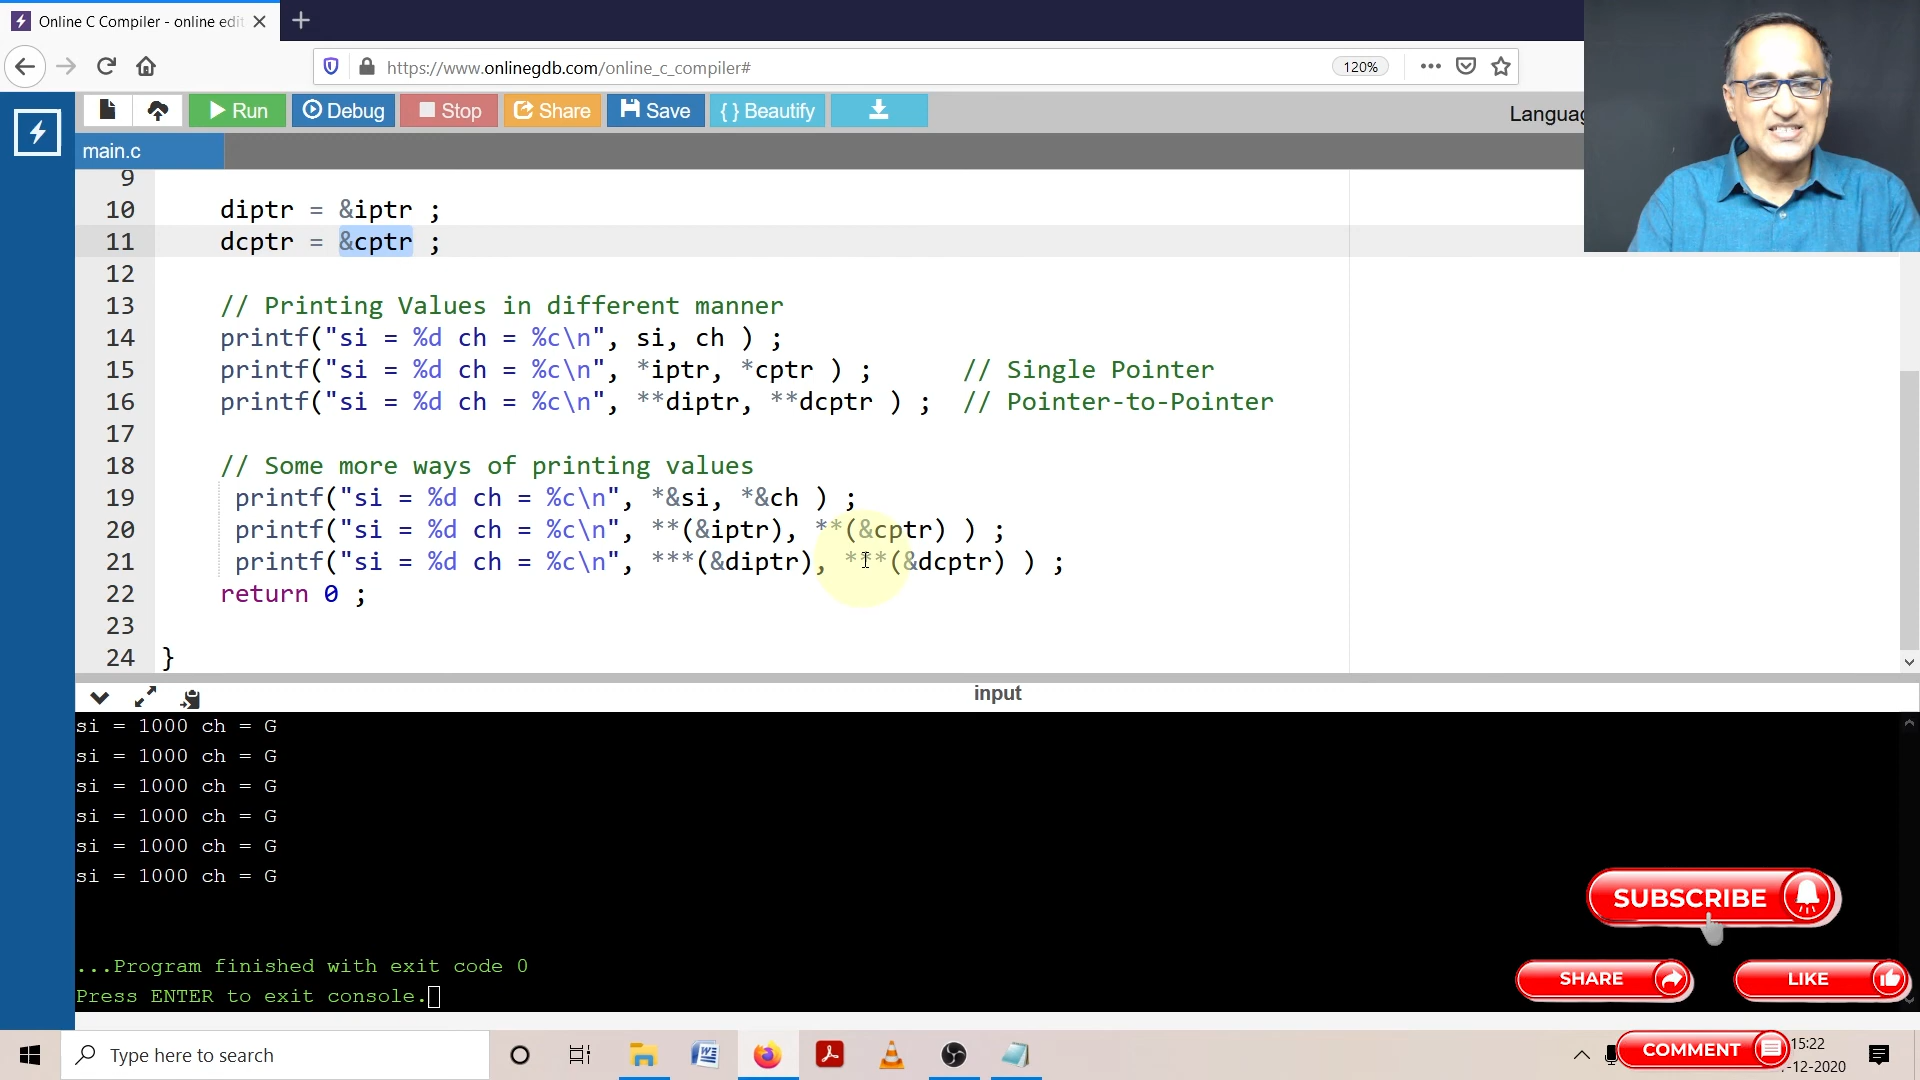 Online C Compiler - online edit
https://www.onlinegdb.com/online_c_compiler#
120%
Run
Debug
Stop
Share
Save
{ } Beautify
Languag
main.c
9
10 diptr = &iptr ;
11 dcptr = &cptr ;
12
13 // Printing Values in different manner
14 printf("si = %d ch = %c\n", si, ch ) ;
15 printf("si = %d ch = %c\n", *iptr, *cptr ) ; // Single Pointer
16 printf("si = %d ch = %c\n", **diptr, **dcptr ) ; // Pointer-to-Pointer
17
18 // Some more ways of printing values
19 printf("si = %d ch = %c\n", *&si, *&ch ) ;
20 printf("si = %d ch = %c\n", **(&iptr), **(&cptr) ) ;
21 printf("si = %d ch = %c\n", ***(&diptr), ***(&dcptr) ) ;
22 return 0 ;
23
24 }
input
si = 1000 ch = G
si = 1000 ch = G
si = 1000 ch = G
si = 1000 ch = G
si = 1000 ch = G
si = 1000 ch = G
SUBSCRIBE
...Program finished with exit code 0
SHARE
LIKE
Press ENTER to exit console.
Type here to search
COMMENT
15:22
-12-2020